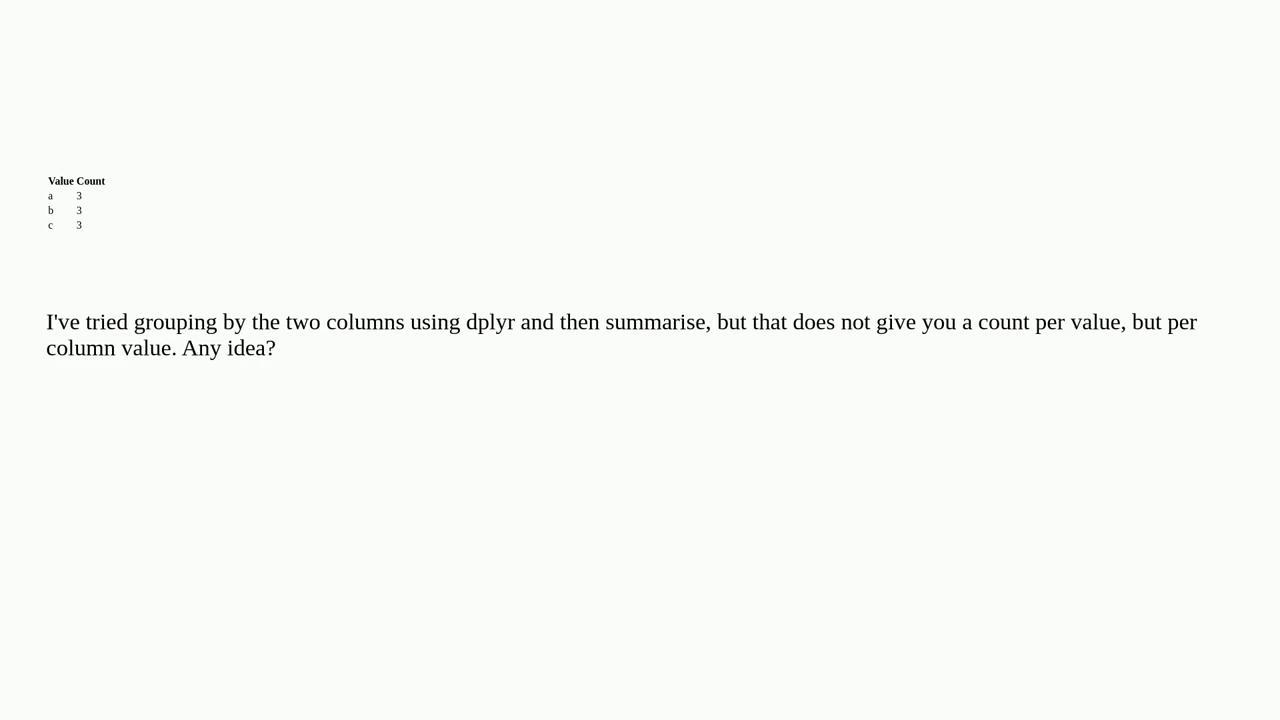 Value Count
a 3
b 3
c 3
I've tried grouping by the two columns using dplyr and then summarise, but that does not give you a count per value, but per
column value. Any idea?